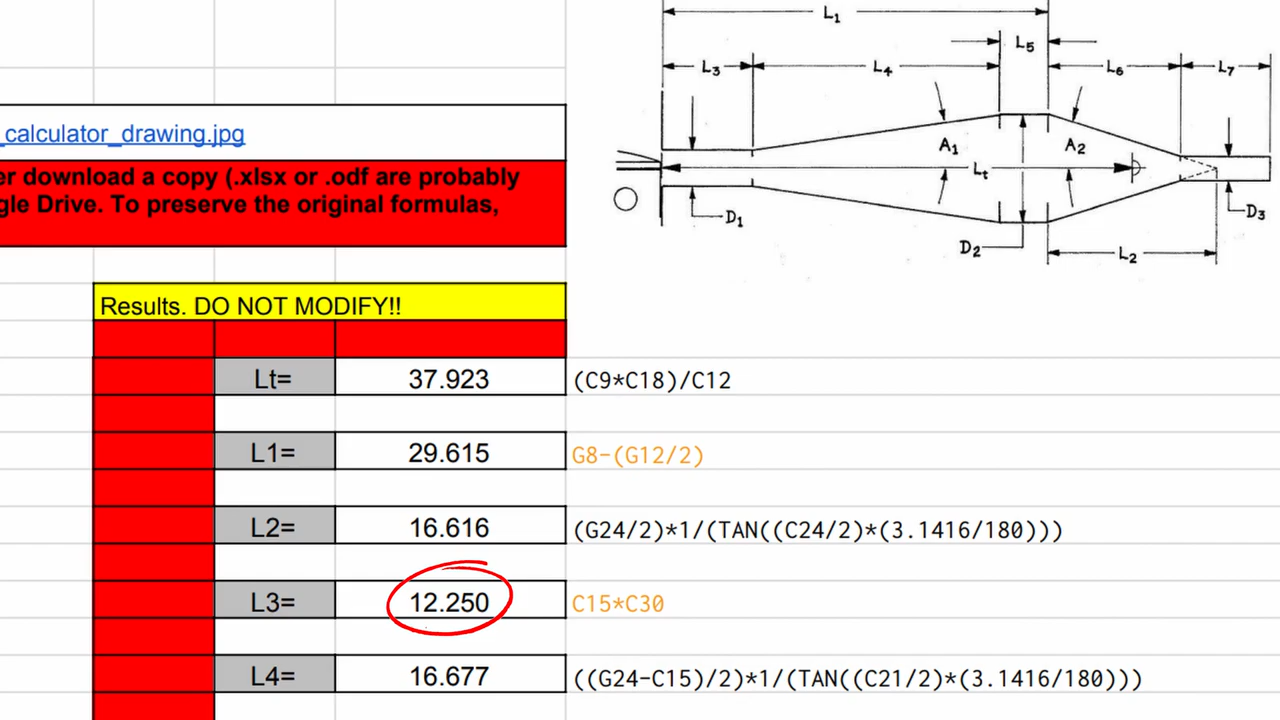 L1
L5
L3
L4
L6
L7
_calculator_drawing.jpg
A1
A2
Lt
er download a copy (.xlsx or .odf are probably
gle Drive. To preserve the original formulas,
D1
D3
D2
L2
Results. DO NOT MODIFY!!
Lt=
37.923
(C9*C18)/C12
L1=
29.615
G8-(G12/2)
L2=
16.616
(G24/2)*1/(TAN((C24/2)*(3.1416/180)))
L3=
12.250
C15*C30
L4=
16.677
((G24-C15)/2)*1/(TAN((C21/2)*(3.1416/180)))